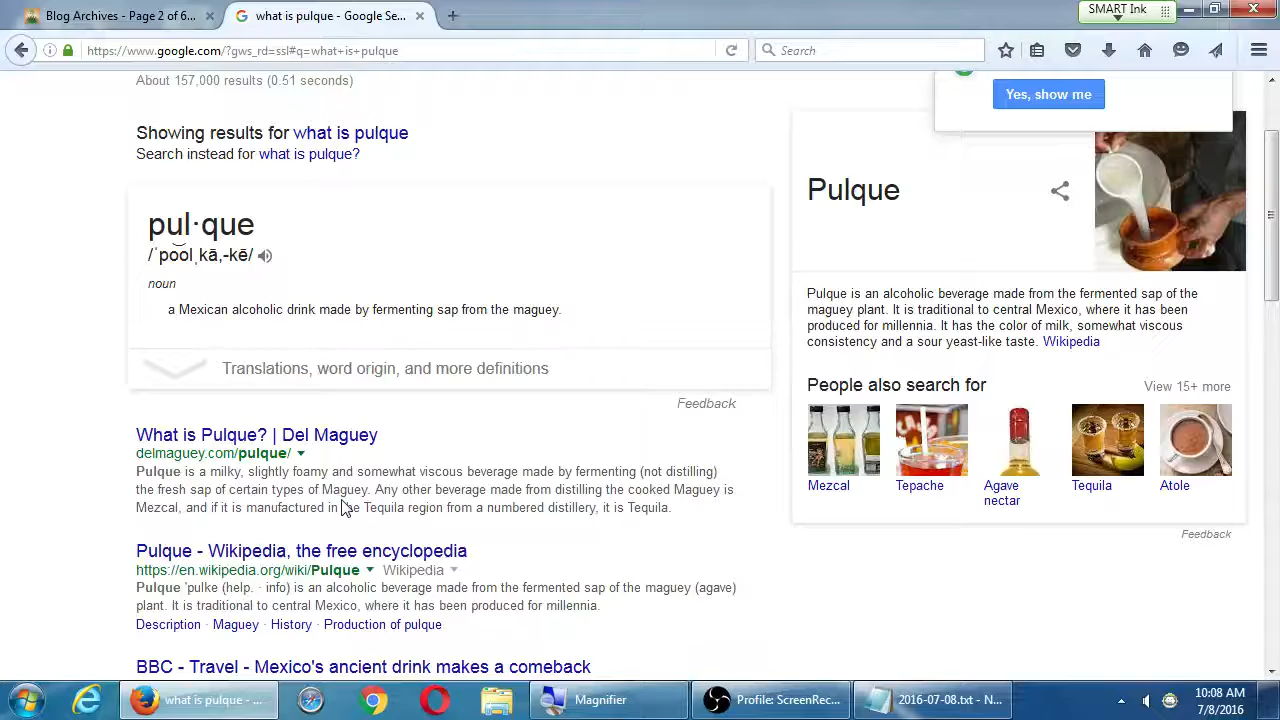 Blog Archives - Page 2 of 6...
what is pulque - Google Se...
SMART Ink
https://www.google.com/?gws_rd=ssl#q=what+is+pulque
Search
About 157,000 results (0.51 seconds)
Yes, show me
Showing results for what is pulque
Search instead for what is pulque?
pul·que
/ˈpo͝olˌkā,-kē/
noun
a Mexican alcoholic drink made by fermenting sap from the maguey.
Translations, word origin, and more definitions
Feedback
What is Pulque? | Del Maguey
delmaguey.com/pulque/
Pulque is a milky, slightly foamy and somewhat viscous beverage made by fermenting (not distilling)
the fresh sap of certain types of Maguey. Any other beverage made from distilling the cooked Maguey is
Mezcal, and if it is manufactured in the Tequila region from a numbered distillery, it is Tequila.
Pulque - Wikipedia, the free encyclopedia
https://en.wikipedia.org/wiki/Pulque Wikipedia
Pulque 'pulke (help. · info) is an alcoholic beverage made from the fermented sap of the maguey (agave)
plant. It is traditional to central Mexico, where it has been produced for millennia.
Description · Maguey · History · Production of pulque
BBC - Travel - Mexico's ancient drink makes a comeback
Pulque
Pulque is an alcoholic beverage made from the fermented sap of the
maguey plant. It is traditional to central Mexico, where it has been
produced for millennia. It has the color of milk, somewhat viscous
consistency and a sour yeast-like taste. Wikipedia
People also search for
View 15+ more
Mezcal
Tepache
Agave
nectar
Tequila
Atole
Feedback
what is pulque - ...
Magnifier
Profile: ScreenRec...
2016-07-08.txt - N...
10:08 AM
7/8/2016